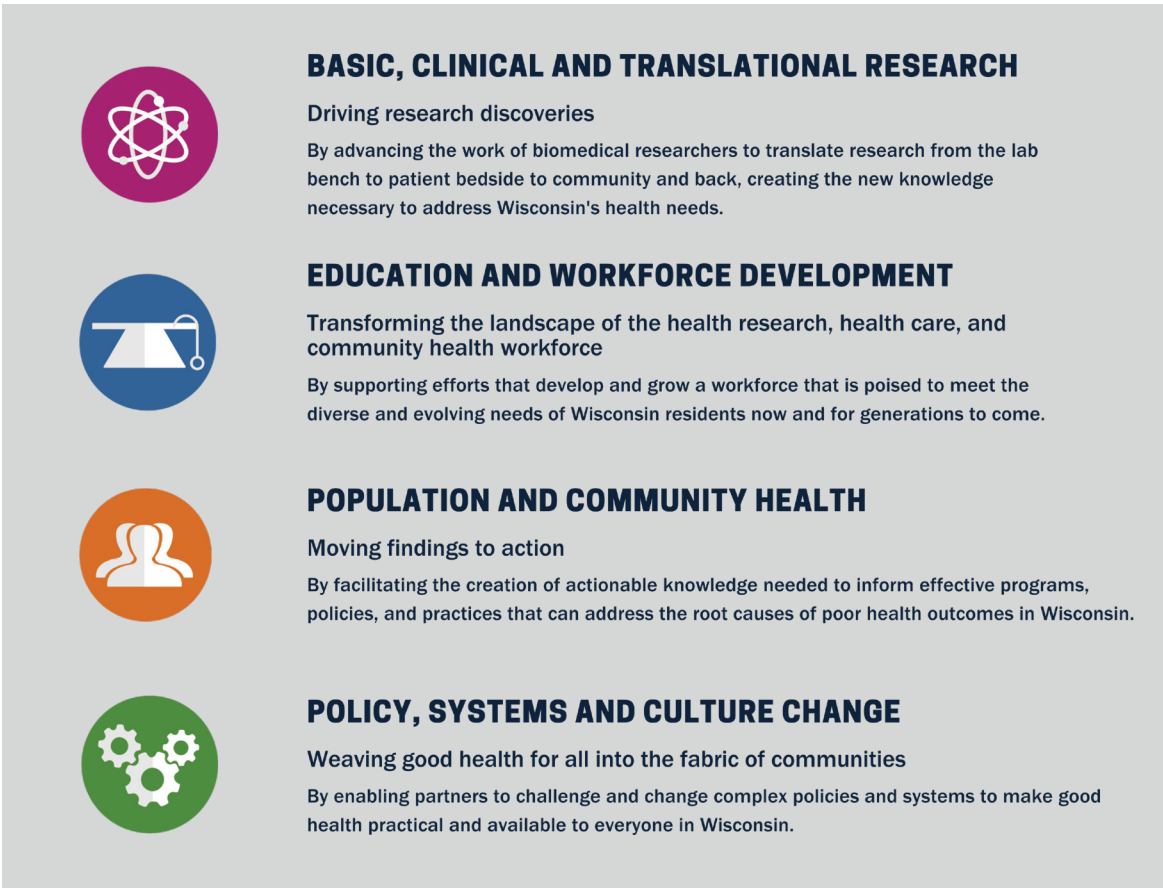 BASIC, CLINICAL AND TRANSLATIONAL RESEARCH
Driving research discoveries
By advancing the work of biomedical researchers to translate research from the lab
bench to patient bedside to community and back, creating the new knowledge
necessary to address Wisconsin's health needs.
EDUCATION AND WORKFORCE DEVELOPMENT
Transforming the landscape of the health research, health care, and
community health workforce
By supporting efforts that develop and grow a workforce that is poised to meet the
diverse and evolving needs of Wisconsin residents now and for generations to come.
POPULATION AND COMMUNITY HEALTH
Moving findings to action
By facilitating the creation of actionable knowledge needed to inform effective programs,
policies, and practices that can address the root causes of poor health outcomes in Wisconsin.
POLICY, SYSTEMS AND CULTURE CHANGE
Weaving good health for all into the fabric of communities
By enabling partners to challenge and change complex policies and systems to make good
health practical and available to everyone in Wisconsin.